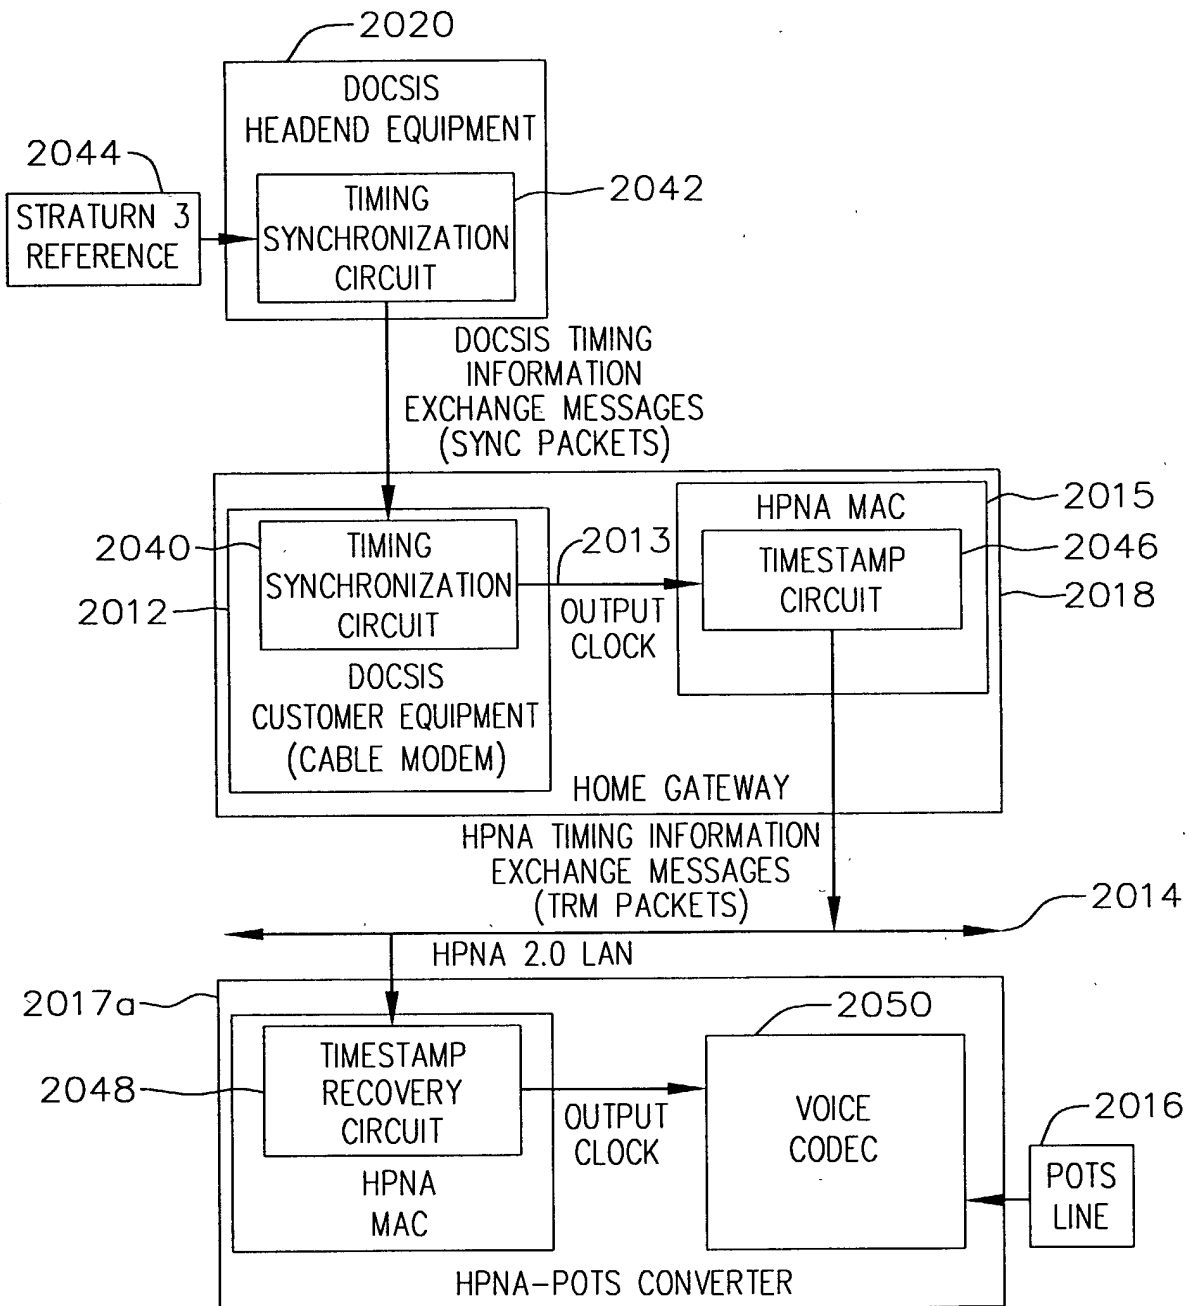 2020
DOCSIS
HEADEND EQUIPMENT
2044
2042
STRATURN 3
REFERENCE
TIMING
SYNCHRONIZATION
CIRCUIT
DOCSIS TIMING
INFORMATION
EXCHANGE MESSAGES
(SYNC PACKETS)
2015
HPNA MAC
2040
TIMING
SYNCHRONIZATION
CIRCUIT
2013
2046
TIMESTAMP
CIRCUIT
2012
2018
OUTPUT
CLOCK
DOCSIS
CUSTOMER EQUIPMENT
(CABLE MODEM)
HOME GATEWAY
HPNA TIMING INFORMATION
EXCHANGE MESSAGES
(TRM PACKETS)
2014
HPNA 2.0 LAN
2017a
2050
TIMESTAMP
RECOVERY
CIRCUIT
2048
OUTPUT
CLOCK
VOICE
CODEC
2016
HPNA
MAC
POTS
LINE
HPNA-POTS CONVERTER